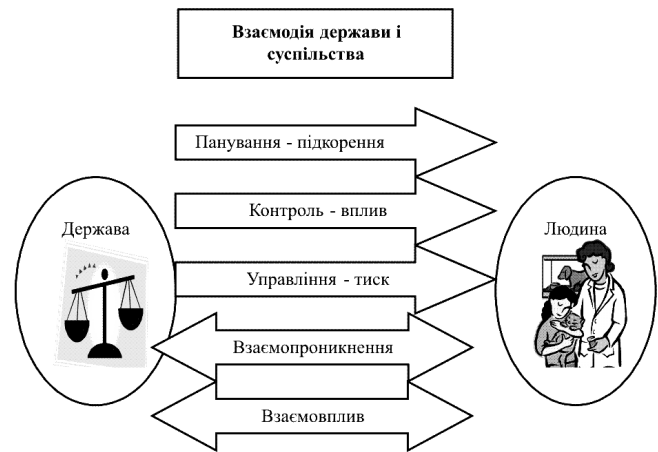 Взаємодія держави і
суспільства
Панування - підкорення
Контроль - вплив
Держава
Людина
Управління - тиск
Взаємопроникнення
Взаємовплив